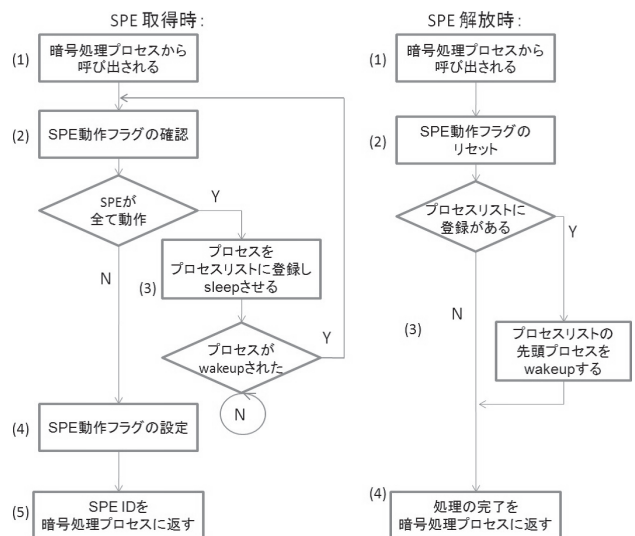 SPE 取得時:
(1)
暗号処理プロセスから
呼び出される
(2)
SPE動作フラグの確認
SPEが
全て動作
Y
N
(3)
プロセスを
プロセスリストに登録し
sleepさせる
プロセスが
wakeupされた
Y
N
(4)
SPE動作フラグの設定
(5)
SPE IDを
暗号処理プロセスに返す
SPE 解放時:
(1)
暗号処理プロセスから
呼び出される
(2)
SPE動作フラグの
リセット
プロセスリストに
登録がある
Y
N
(3)
プロセスリストの
先頭プロセスを
wakeupする
(4)
処理の完了を
暗号処理プロセスに返す